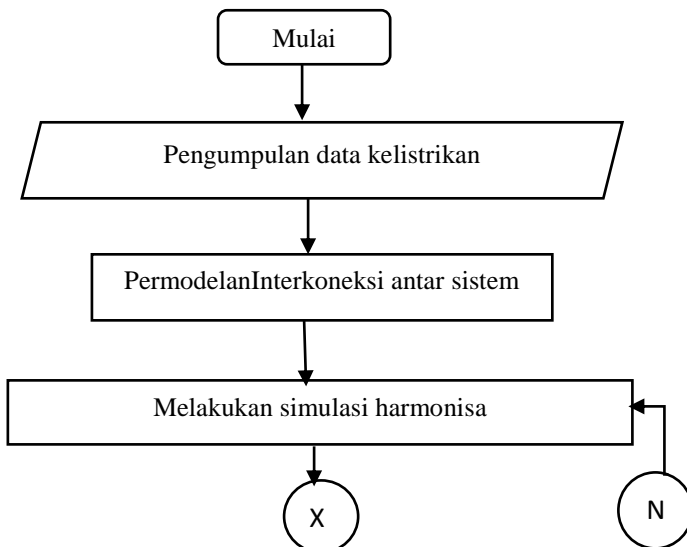 Mulai
Pengumpulan data kelistrikan
PermodelanInterkoneksi antar sistem
Melakukan simulasi harmonisa
X
N